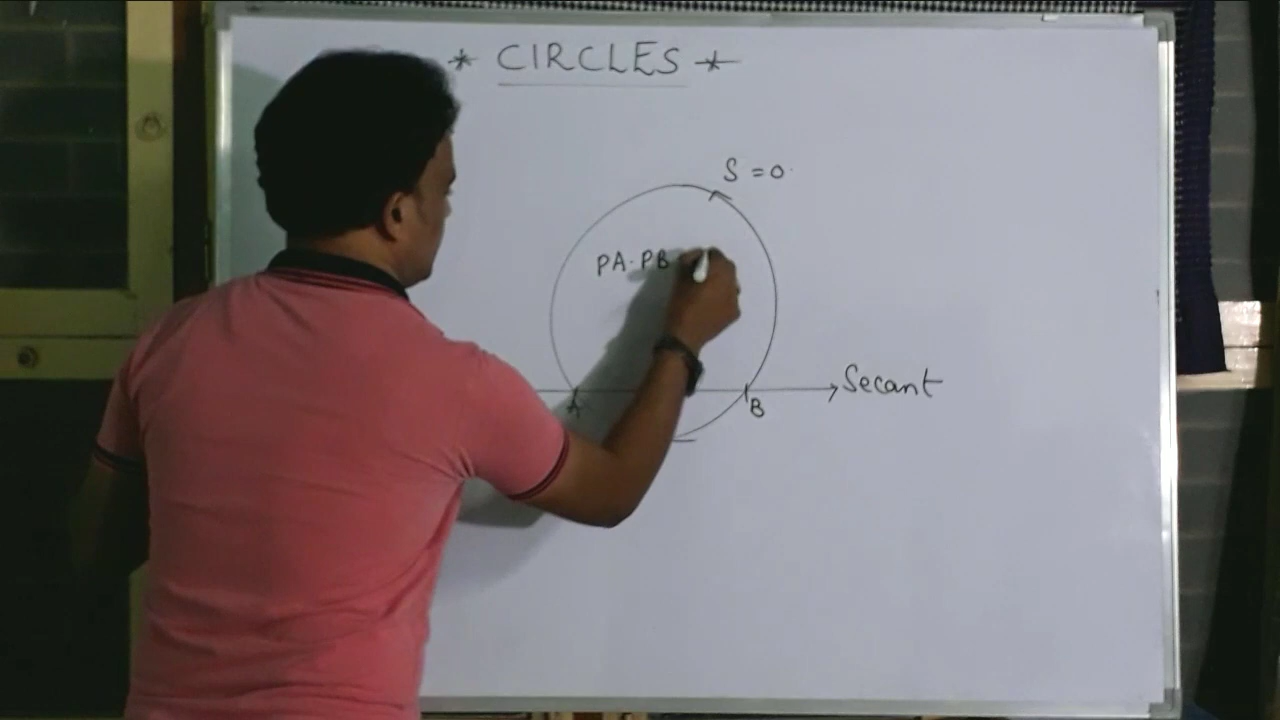 * CIRCLES *
S = 0
PA·PB
Secant
A
B